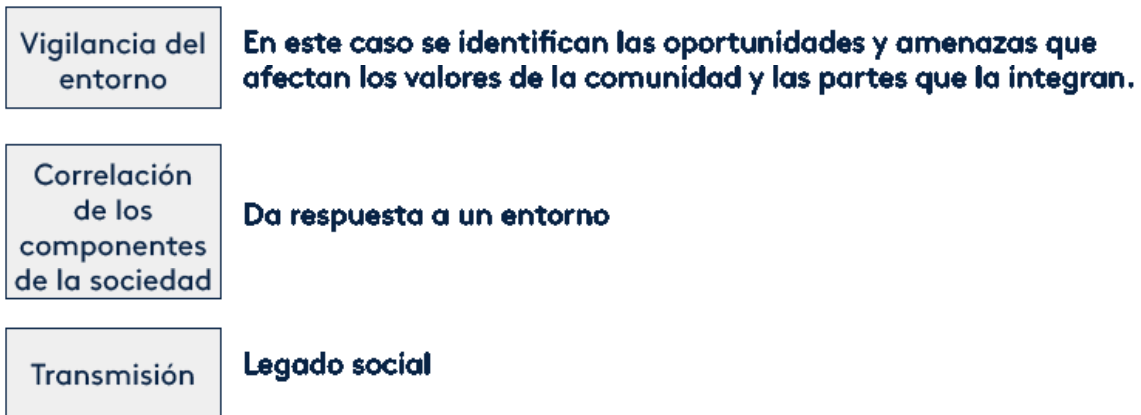 Vigilancia del
entorno
En este caso se identifican las oportunidades y amenazas que
afectan los valores de la comunidad y las partes que la integran.
Correlación
de los
componentes
de la sociedad
Da respuesta a un entorno
Transmisión
Legado social